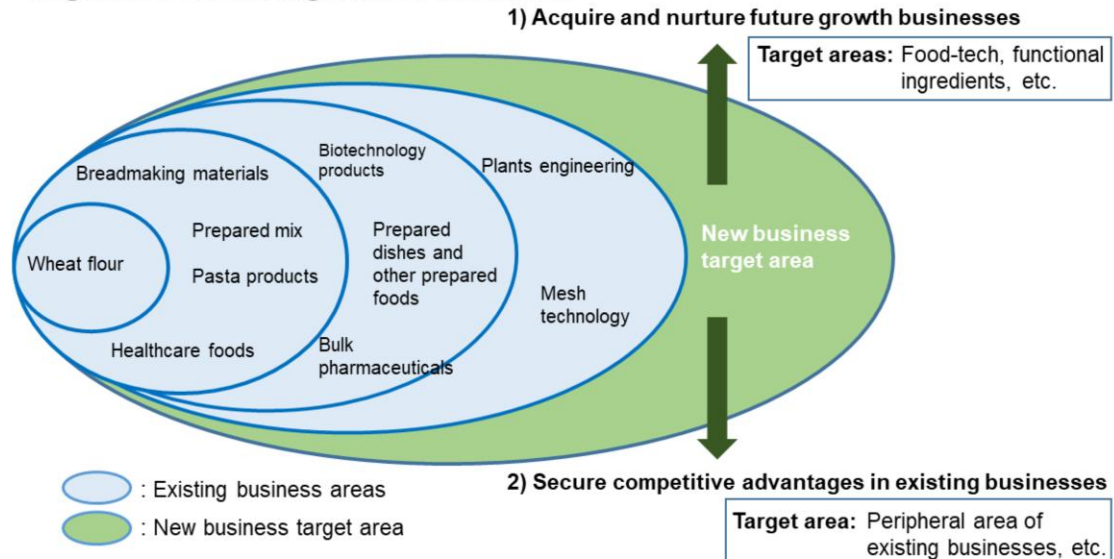 1) Acquire and nurture future growth businesses
Target areas: Food-tech, functional
ingredients, etc.
Breadmaking materials
Biotechnology
products
Plants engineering
Wheat flour
Prepared mix
Pasta products
Prepared
dishes and
other prepared
foods
New business
target area
Mesh
technology
Healthcare foods
Bulk
pharmaceuticals
: Existing business areas
: New business target area
2) Secure competitive advantages in existing businesses
Target area: Peripheral area of
existing businesses, etc.